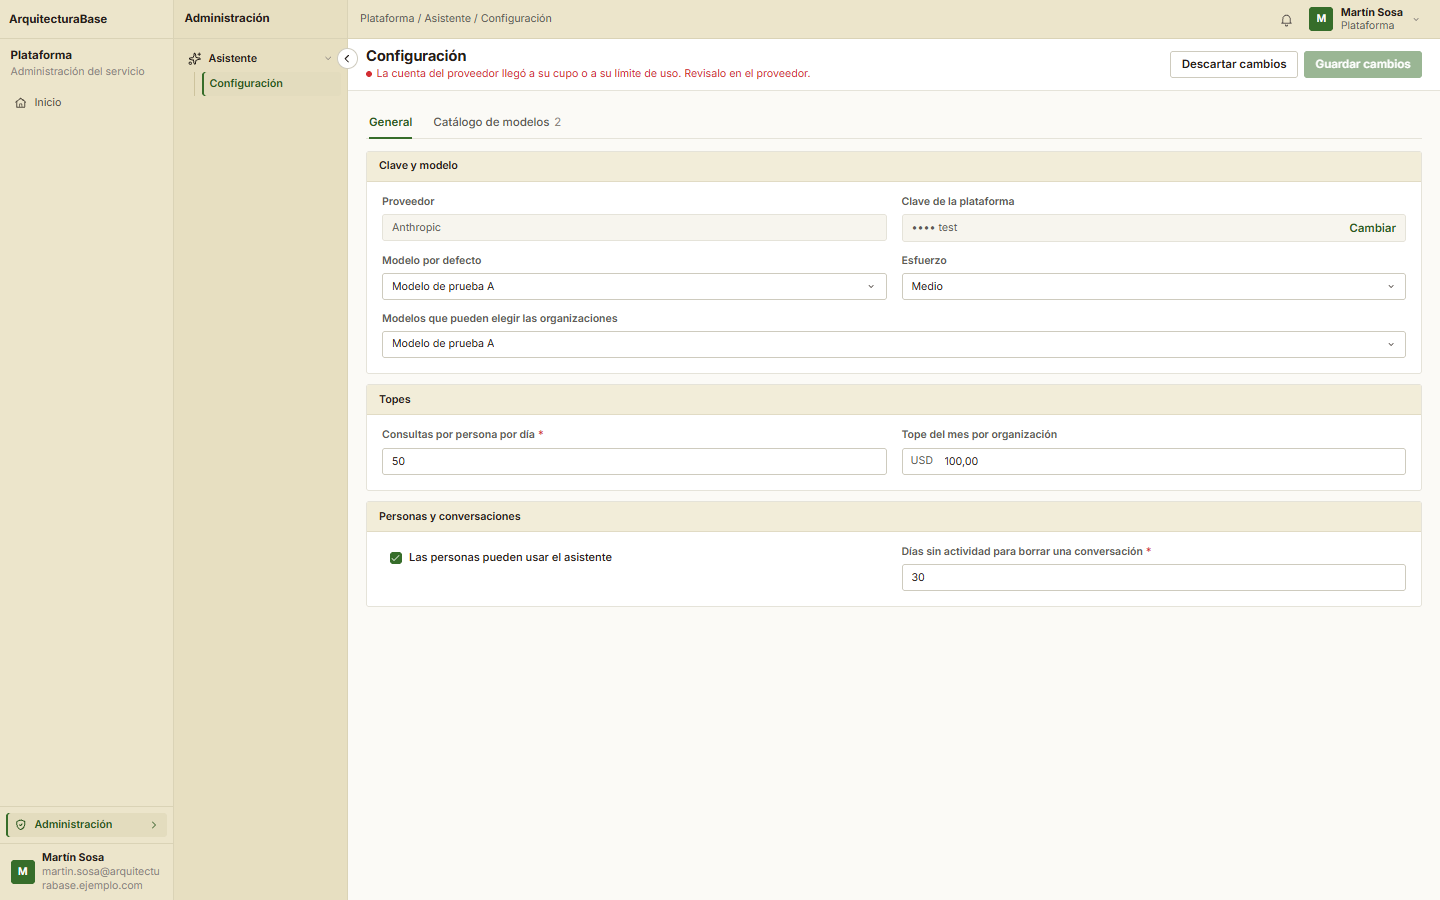 ArquitecturaBase
Plataforma
Administración del servicio
Inicio
Administración
Martín Sosa
martin.sosa@arquitectu
rabase.ejemplo.com
Administración
Asistente
Configuración
Plataforma / Asistente / Configuración
M
Martín Sosa
Plataforma
Configuración
La cuenta del proveedor llegó a su cupo o a su límite de uso. Revisalo en el proveedor.
Descartar cambios
Guardar cambios
General
Catálogo de modelos 2
Clave y modelo
Proveedor
Anthropic
Clave de la plataforma
•••• test
Cambiar
Modelo por defecto
Modelo de prueba A
Esfuerzo
Medio
Modelos que pueden elegir las organizaciones
Modelo de prueba A
Topes
Consultas por persona por día *
50
Tope del mes por organización
USD 100,00
Personas y conversaciones
Las personas pueden usar el asistente
Días sin actividad para borrar una conversación *
30
M